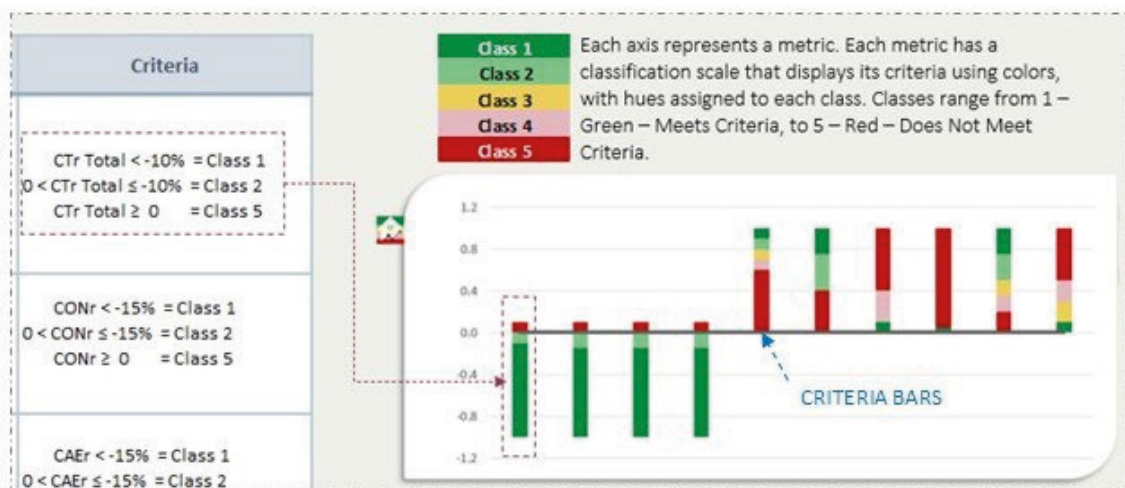 Criteria
CTr Total < -10% = Class 1
0 < CTr Total ≤ -10% = Class 2
CTr Total ≥ 0 = Class 5
CONr < -15% = Class 1
0 < CONr ≤ -15% = Class 2
CONr ≥ 0 = Class 5
CAEr < -15% = Class 1
0 < CAEr ≤ -15% = Class 2
Class 1
Class 2
Class 3
Class 4
Class 5
Each axis represents a metric. Each metric has a
classification scale that displays its criteria using colors,
with hues assigned to each class. Classes range from 1 –
Green – Meets Criteria, to 5 – Red – Does Not Meet
Criteria.
1.2
0.8
0.4
0.0
-0.4
-0.8
-1.2
CRITERIA BARS